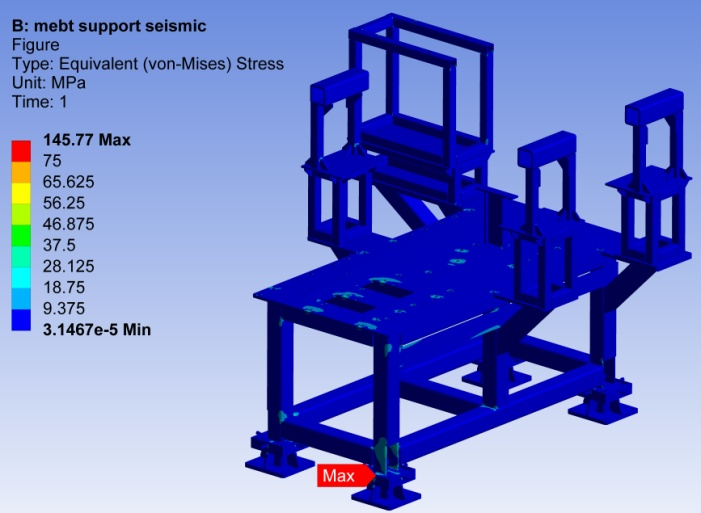 B: mebt support seismic
Figure
Type: Equivalent (von-Mises) Stress
Unit: MPa
Time: 1
145.77 Max
75
65.625
56.25
46.875
37.5
28.125
18.75
9.375
3.1467e-5 Min
Max